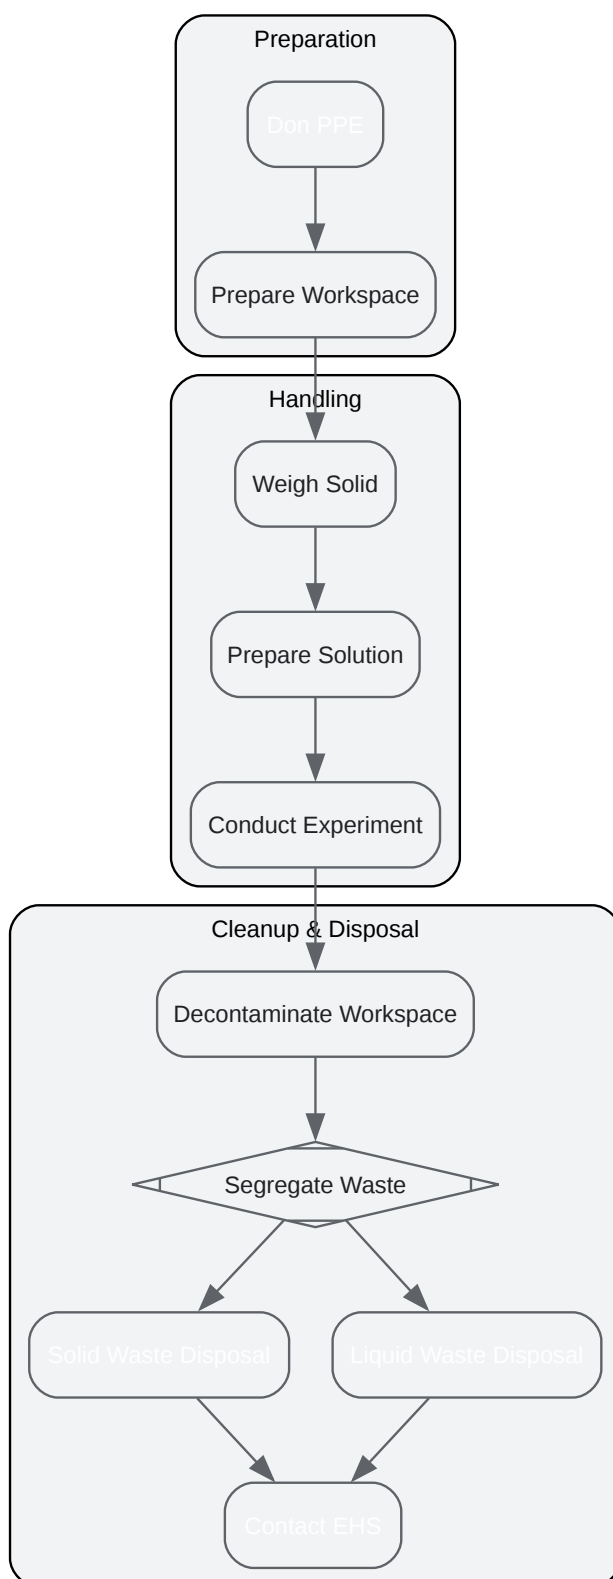 Preparation
Don PPE
Prepare Workspace
Handling
Weigh Solid
Prepare Solution
Conduct Experiment
Cleanup & Disposal
Decontaminate Workspace
Segregate Waste
Solid Waste Disposal
Liquid Waste Disposal
Contact EHS